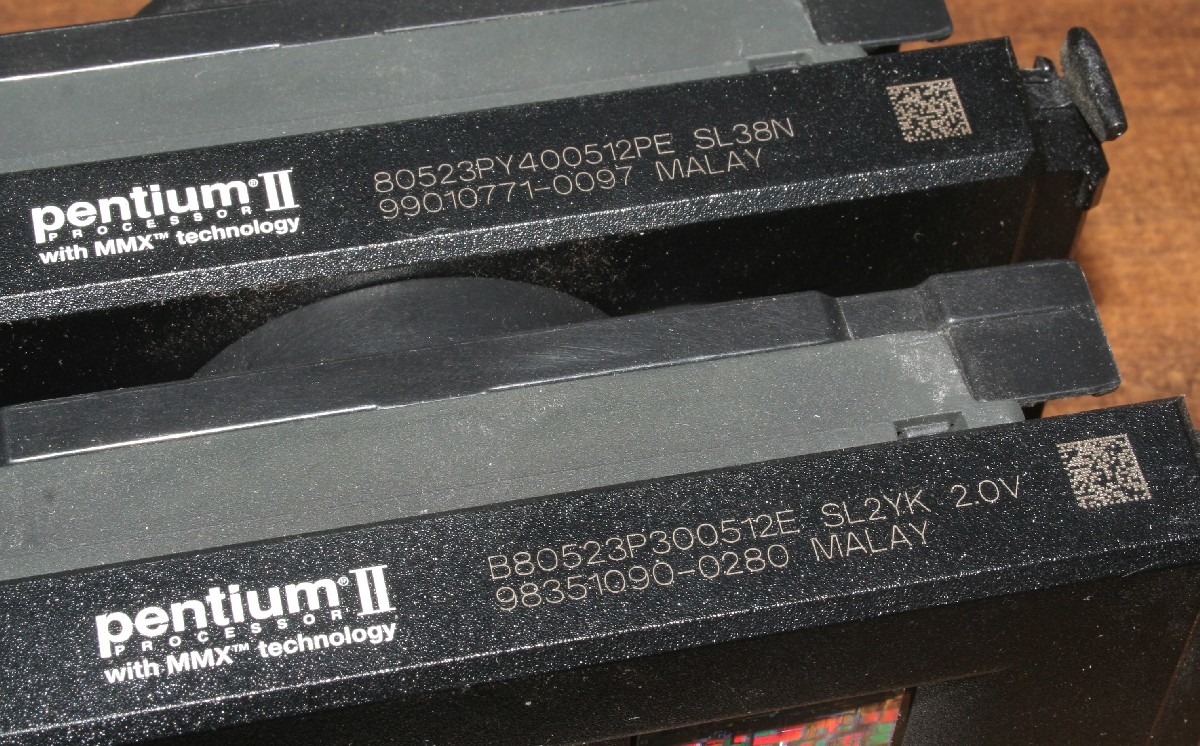 pentium® II
PROCESSOR
with MMX™ technology
80523PY400512PE SL38N
99010771-0097 MALAY
pentium® II
PROCESSOR
with MMX™ technology
B80523P300512E SL2YK 2.0V
98351090-0280 MALAY